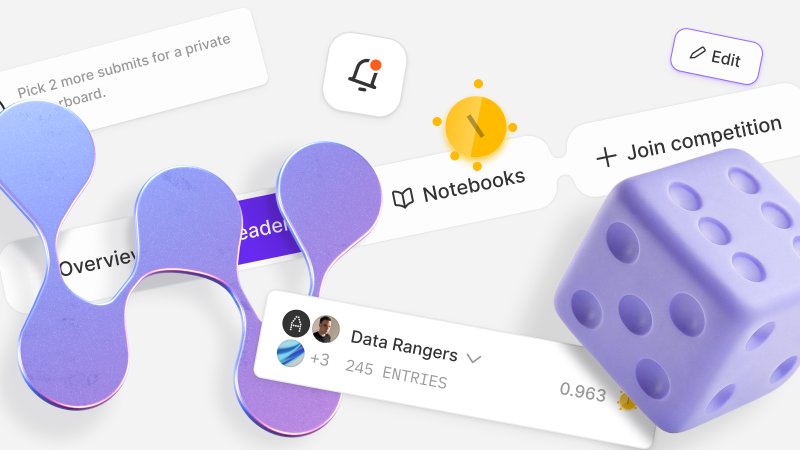 Pick 2 more submits for a private
rboard.
Edit
Join competition
Notebooks
eader
Overview
Data Rangers
+3
245 ENTRIES
0.963